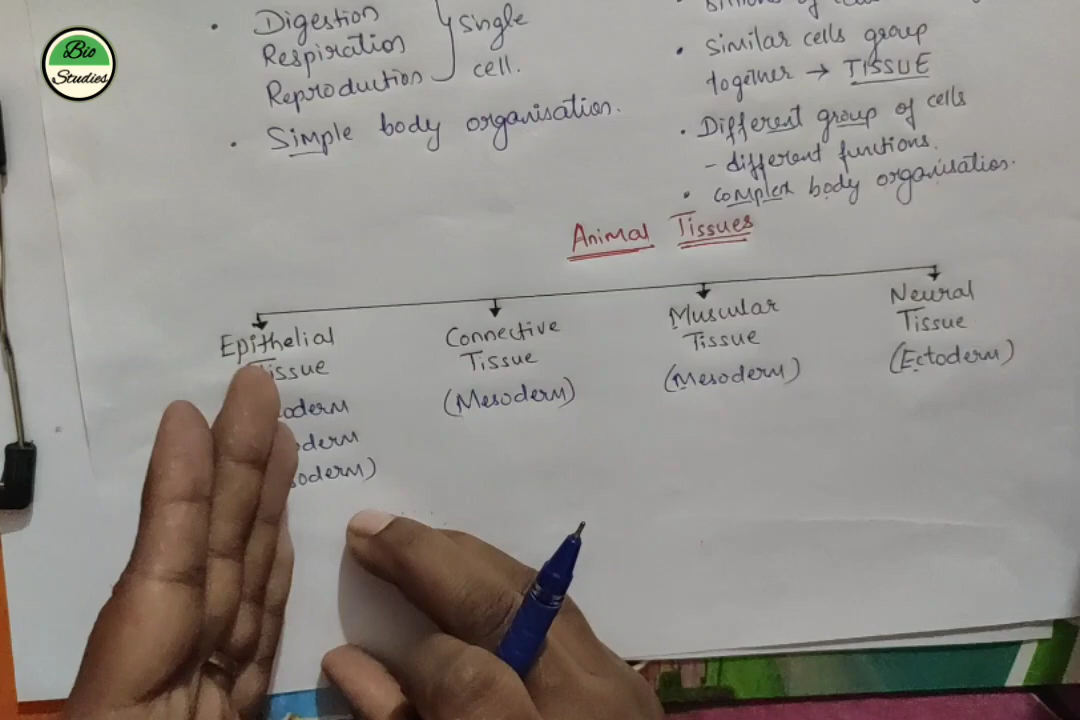 Bio
Studies
• Digestion
Respiration
Reproduction
single
cell.
• Simple body organisation.
of
• Similar cells group
together → TISSUE
• Different group of cells
- different functions.
• complex body organisation.
Animal Tissues
Epithelial
Tissue
Connective
Tissue
(Mesoderm)
Muscular
Tissue
(Mesoderm)
Neural
Tissue
(Ectoderm)